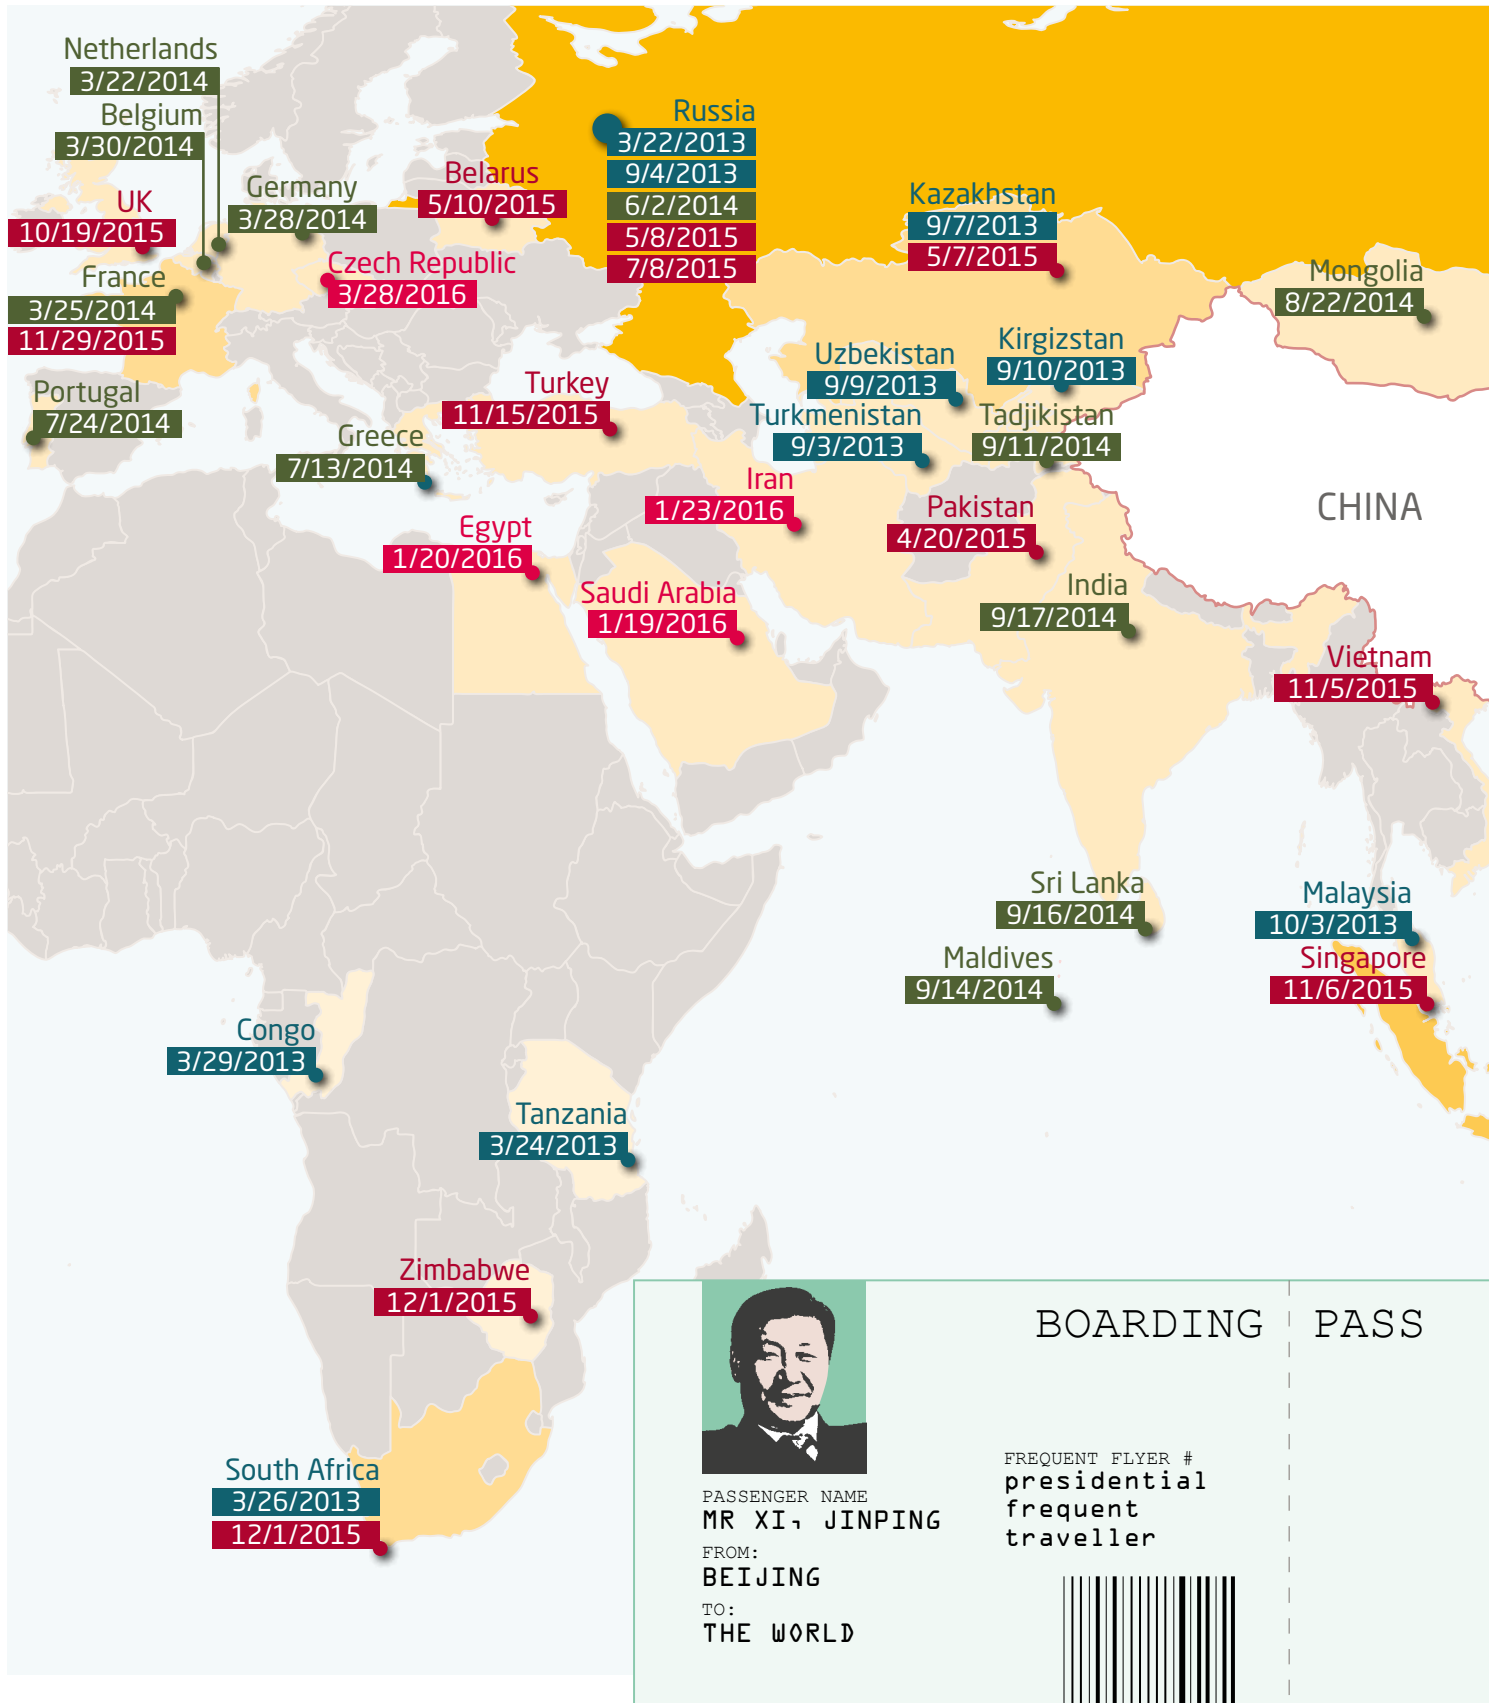 Netherlands
3/22/2014
Belgium
3/30/2014
UK
10/19/2015
Germany
3/28/2014
France
3/25/2014
11/29/2015
Portugal
7/24/2014
Czech Republic
3/28/2016
Belarus
5/10/2015
Russia
3/22/2013
9/4/2013
6/2/2014
5/8/2015
7/8/2015
Kazakhstan
9/7/2013
5/7/2015
Mongolia
8/22/2014
Uzbekistan
9/9/2013
Kirgizstan
9/10/2013
Turkmenistan
9/3/2013
Tadjikistan
9/11/2014
Turkey
11/15/2015
Greece
7/13/2014
Iran
1/23/2016
Egypt
1/20/2016
Saudi Arabia
1/19/2016
Pakistan
4/20/2015
CHINA
India
9/17/2014
Vietnam
11/5/2015
Sri Lanka
9/16/2014
Maldives
9/14/2014
Malaysia
10/3/2013
Singapore
11/6/2015
Congo
3/29/2013
Tanzania
3/24/2013
Zimbabwe
12/1/2015
South Africa
3/26/2013
12/1/2015
BOARDING PASS
PASSENGER NAME
MR XI, JINPING
FROM:
BEIJING
TO:
THE WORLD
FREQUENT FLYER #
presidential
frequent
traveller